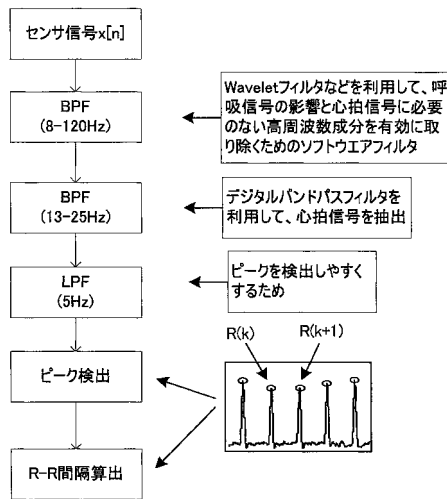 センサ信号x[n]
BPF
(8-120Hz)
Waveletフィルタなどを利用して、呼
吸信号の影響と心拍信号に必要
のない高周波数成分を有効に取
り除くためのソフトウエアフィルタ
BPF
(13-25Hz)
デジタルバンドパスフィルタを
利用して、心拍信号を抽出
LPF
(5Hz)
ピークを検出しやすく
するため
R(k)
R(k+1)
ピーク検出
R-R間隔算出